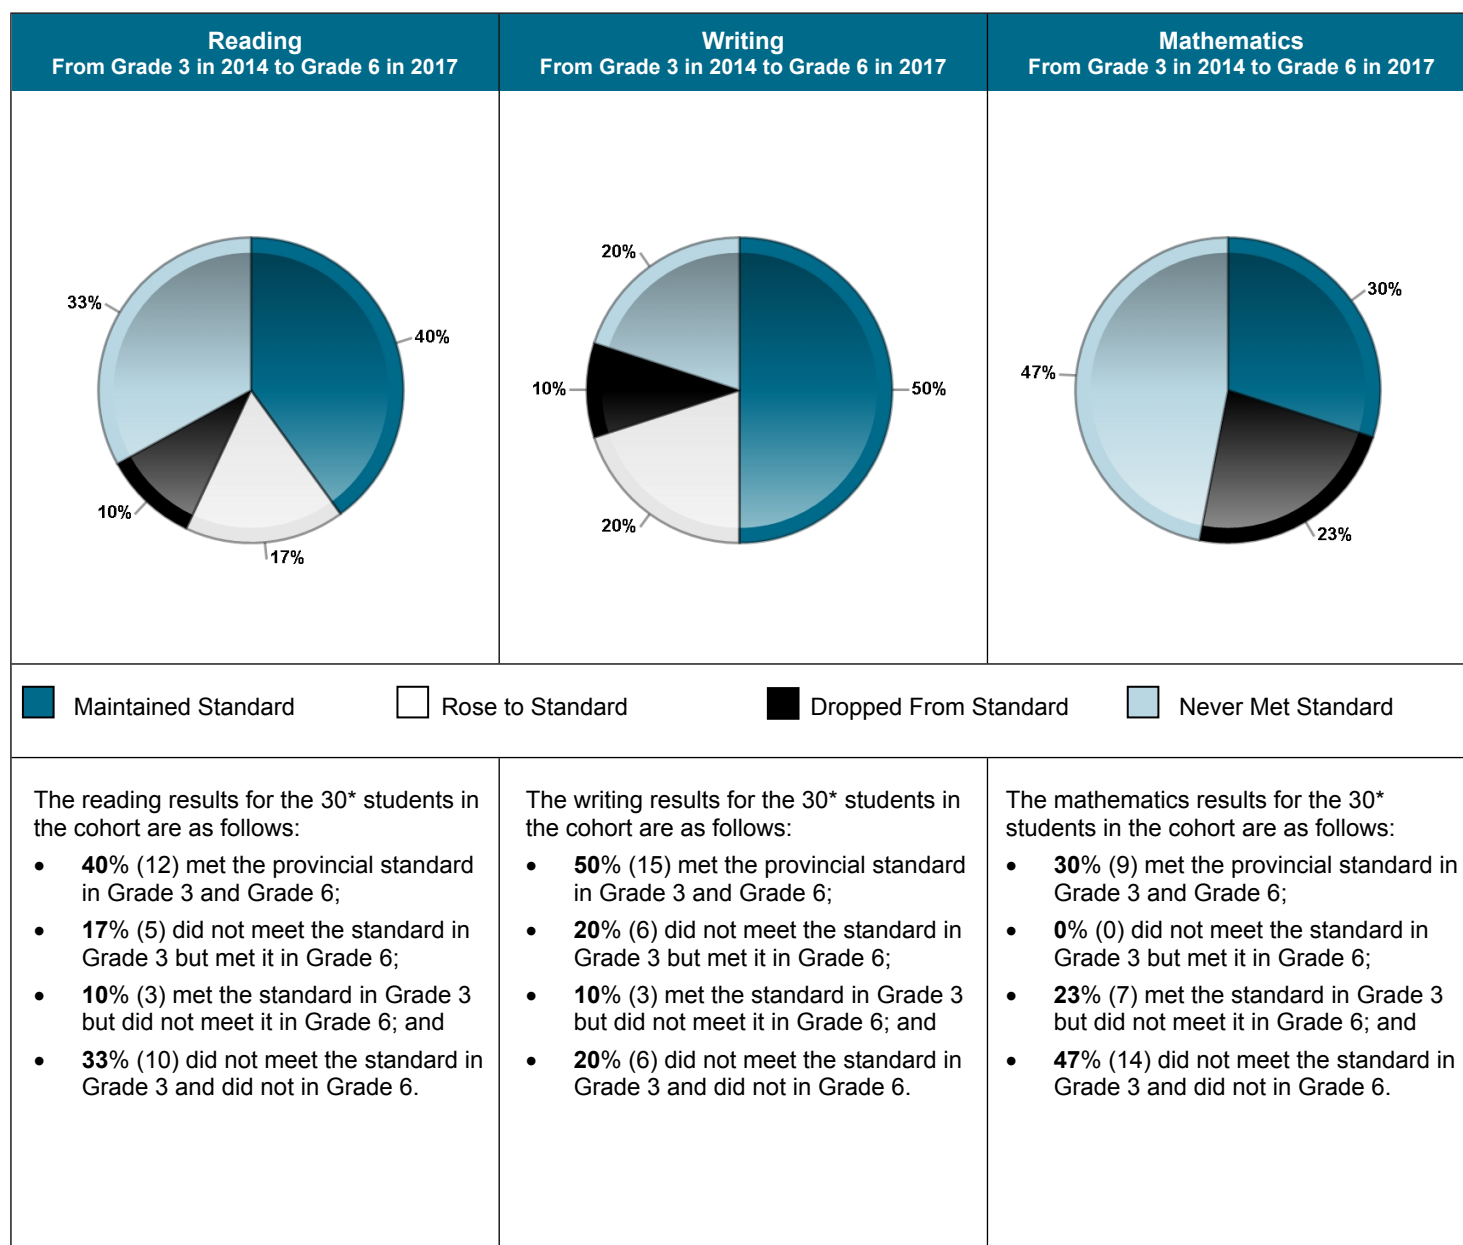 Reading
From Grade 3 in 2014 to Grade 6 in 2017
Writing
From Grade 3 in 2014 to Grade 6 in 2017
Mathematics
From Grade 3 in 2014 to Grade 6 in 2017
33%
40%
10%
17%
20%
10%
50%
20%
30%
47%
23%
Maintained Standard
Rose to Standard
Dropped From Standard
Never Met Standard
The reading results for the 30* students in
the cohort are as follows:
• 40% (12) met the provincial standard
in Grade 3 and Grade 6;
• 17% (5) did not meet the standard in
Grade 3 but met it in Grade 6;
• 10% (3) met the standard in Grade 3
but did not meet it in Grade 6; and
• 33% (10) did not meet the standard in
Grade 3 and did not in Grade 6.
The writing results for the 30* students in
the cohort are as follows:
• 50% (15) met the provincial standard
in Grade 3 and Grade 6;
• 20% (6) did not meet the standard in
Grade 3 but met it in Grade 6;
• 10% (3) met the standard in Grade 3
but did not meet it in Grade 6; and
• 20% (6) did not meet the standard in
Grade 3 and did not in Grade 6.
The mathematics results for the 30*
students in the cohort are as follows:
• 30% (9) met the provincial standard in
Grade 3 and Grade 6;
• 0% (0) did not meet the standard in
Grade 3 but met it in Grade 6;
• 23% (7) met the standard in Grade 3
but did not meet it in Grade 6; and
• 47% (14) did not meet the standard in
Grade 3 and did not in Grade 6.